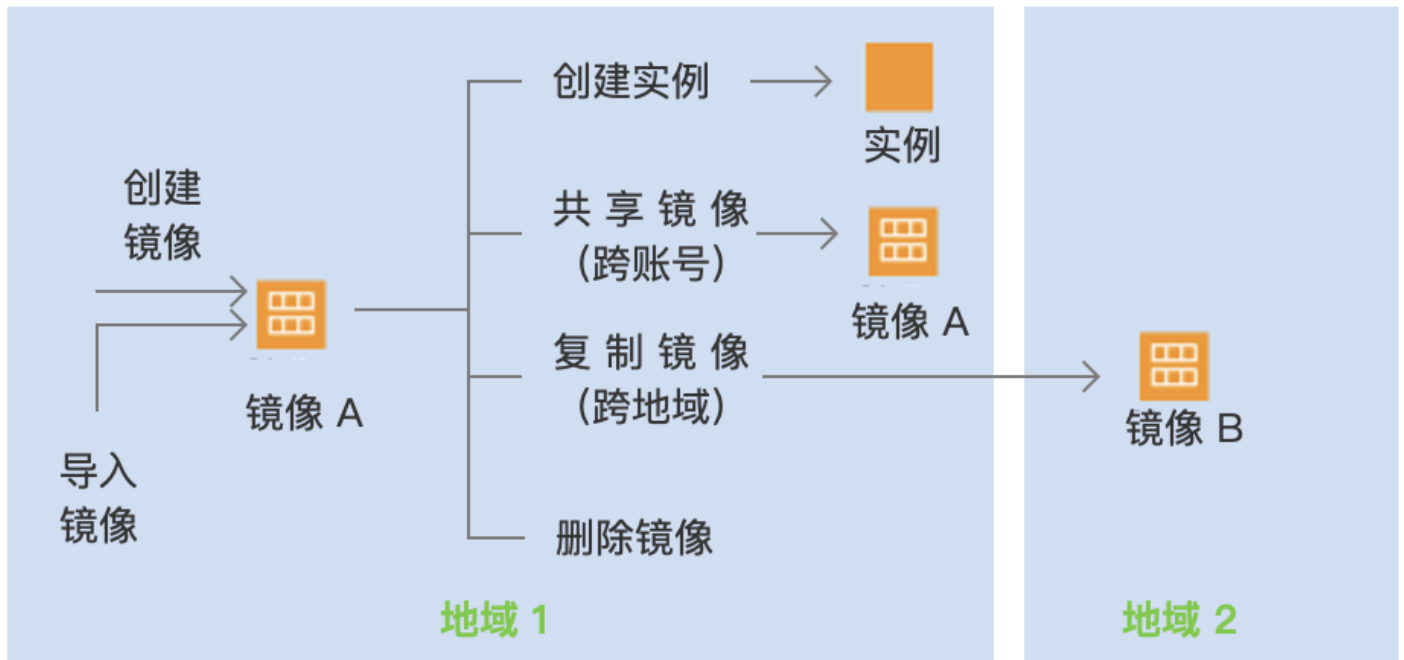 创建
镜像
导入
镜像
镜像 A
创建实例
实例
共享镜像
（跨账号）
镜像 A
复制镜像
（跨地域）
镜像 B
删除镜像
地域 1
地域 2